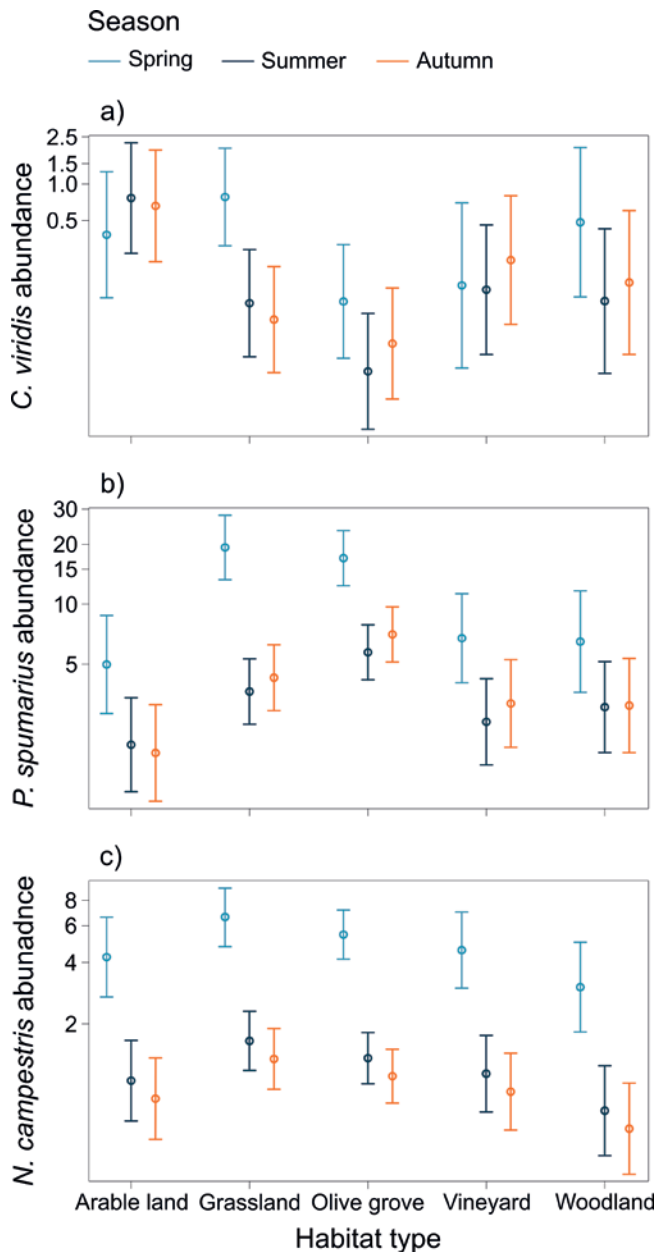 Season
Spring Summer Autumn
a)
2.5
1.5
1.0
0.5
C. viridis abundance
b)
30
20
15
10
5
P. spumarius abundance
c)
8
6
4
2
N. campestris abunadnce
Arable land Grassland Olive grove Vineyard Woodland
Habitat type